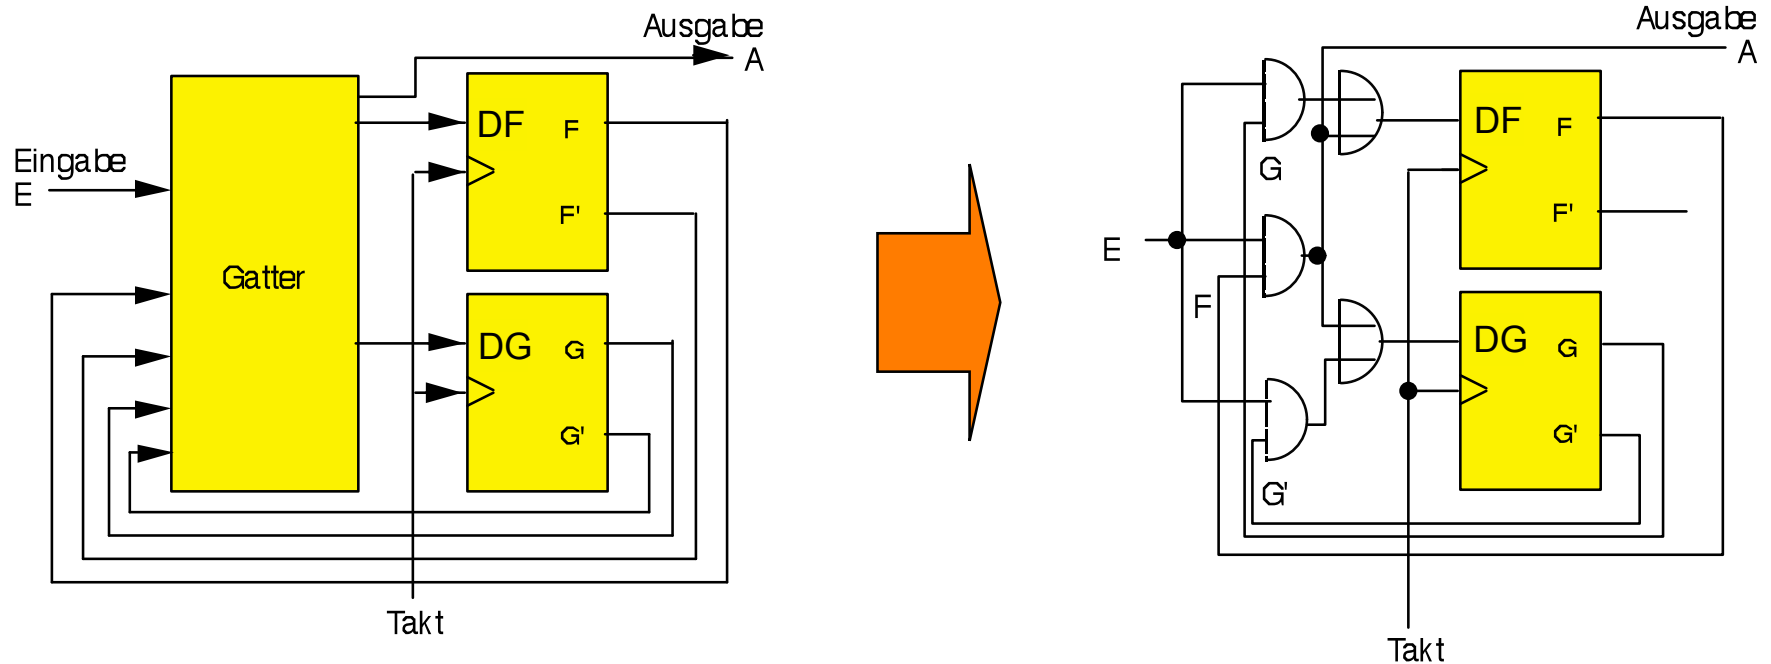 Ausgabe
A
DF F
Eingabe
E
F'
Gatter
DG G
G'
Takt
Ausgabe
A
DF F
G
F'
E
F
DG G
G'
G'
Takt